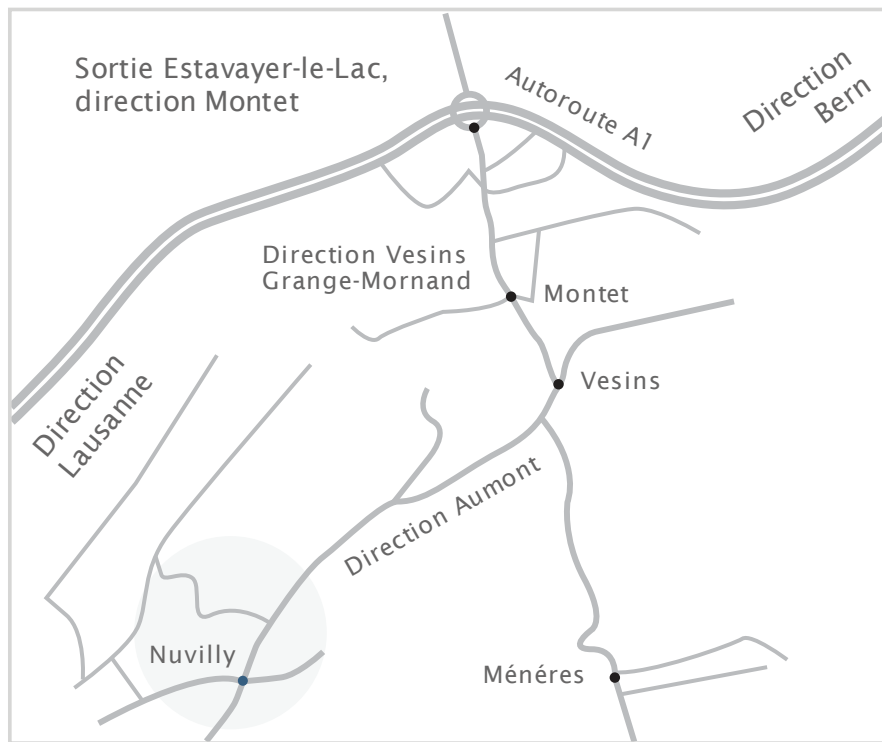 Sortie Estavayer-le-Lac,
direction Montet
Autoroute A1
Direction
Bern
Direction Vesins
Grange-Mornand
Montet
Direction
Lausanne
Vesins
Direction Aumont
Nuvilly
Ménéres